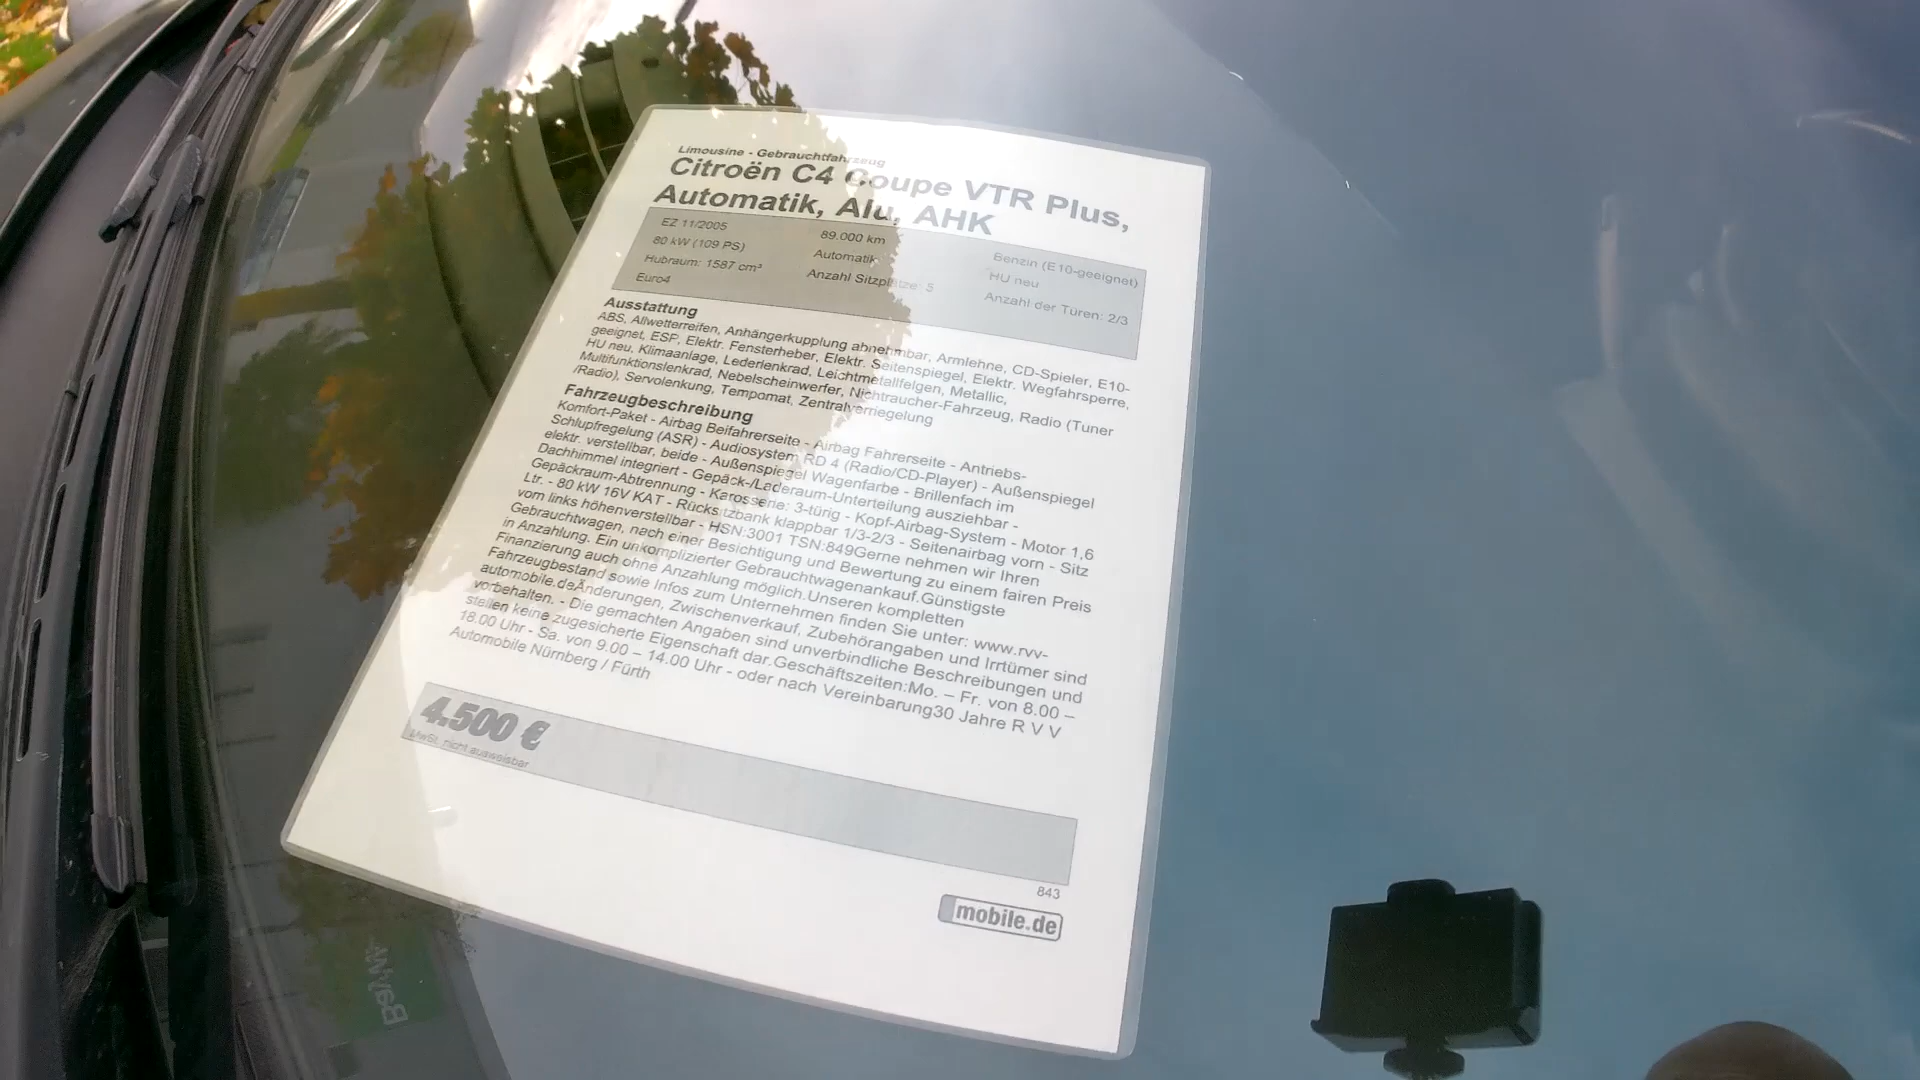 Limousine - Gebrauchtfahrzeug
Citroën C4 Coupe VTR Plus,
Automatik, Alu, AHK
EZ 11/2005
89.000 km
Benzin (E10-geeignet)
80 kW (109 PS)
Automatik
HU neu
Hubraum: 1587 cm³
Anzahl Sitzplätze: 5
Anzahl der Türen: 2/3
Euro4
Ausstattung
ABS, Allwetterreifen, Anhängerkupplung abnehmbar, Armlehne, CD-Spieler, E10-
geeignet, ESP, Elektr. Fensterheber, Elektr. Seitenspiegel, Elektr. Wegfahrsperre,
HU neu, Klimaanlage, Lederlenkrad, Leichtmetallfelgen, Metallic,
Multifunktionslenkrad, Nebelscheinwerfer, Nichtraucher-Fahrzeug, Radio (Tuner
/Radio), Servolenkung, Tempomat, Zentralverriegelung
Fahrzeugbeschreibung
Komfort-Paket - Airbag Beifahrerseite - Airbag Fahrerseite - Antriebs-
Schlupfregelung (ASR) - Audiosystem RD 4 (Radio/CD-Player) - Außenspiegel
elektr. verstellbar, beide - Außenspiegel Wagenfarbe - Brillenfach im
Dachhimmel integriert - Gepäck-/Laderaum-Unterteilung ausziehbar -
Gepäckraum-Abtrennung - Karosserie: 3-türig - Kopf-Airbag-System - Motor 1,6
Ltr. - 80 kW 16V KAT - Rücksitzbank klappbar 1/3-2/3 - Seitenairbag vorn - Sitz
vorn links höhenverstellbar - HSN:3001 TSN:849Gerne nehmen wir Ihren
Gebrauchtwagen, nach einer Besichtigung und Bewertung zu einem fairen Preis
in Anzahlung. Ein unkomplizierter Gebrauchtwagenankauf.Günstigste
Finanzierung auch ohne Anzahlung möglich.Unseren kompletten
Fahrzeugbestand sowie Infos zum Unternehmen finden Sie unter: www.rvv-
automobile.deÄnderungen, Zwischenverkauf, Zubehörangaben und Irrtümer sind
vorbehalten. - Die gemachten Angaben sind unverbindliche Beschreibungen und
stellen keine zugesicherte Eigenschaft dar.Geschäftszeiten:Mo. – Fr. von 8.00 –
18.00 Uhr - Sa. von 9.00 – 14.00 Uhr - oder nach Vereinbarung30 Jahre R V V
Automobile Nürnberg / Fürth
4.500 €
MwSt. nicht ausweisbar
843
mobile.de